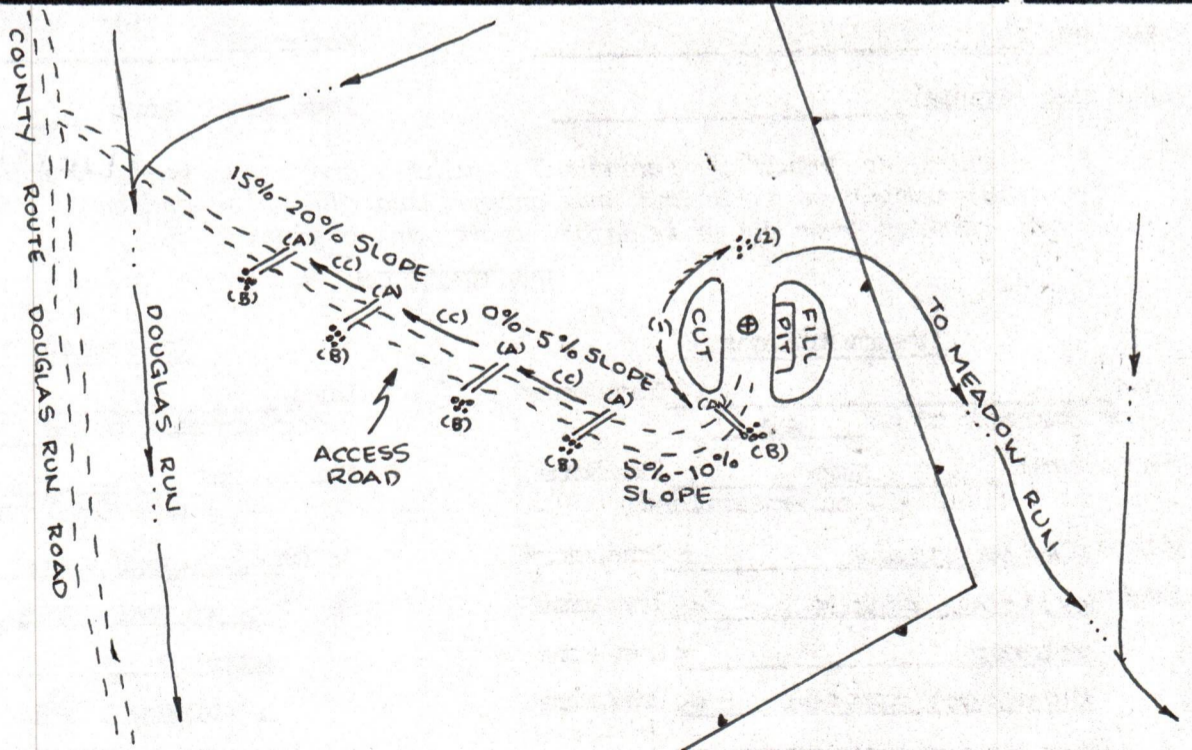 COUNTY ROUTE DOUGLAS RUN ROAD
DOUGLAS RUN
15%-20% SLOPE
(A)
(C)
(B)
(A)
(B)
(C)
0%-5% SLOPE
(A)
(C)
(B)
(A)
(B)
ACCESS
ROAD
5%-10%
SLOPE
(1)
(2)
CUT
PIT
FILL
(A)
(B)
TO MEADOW RUN